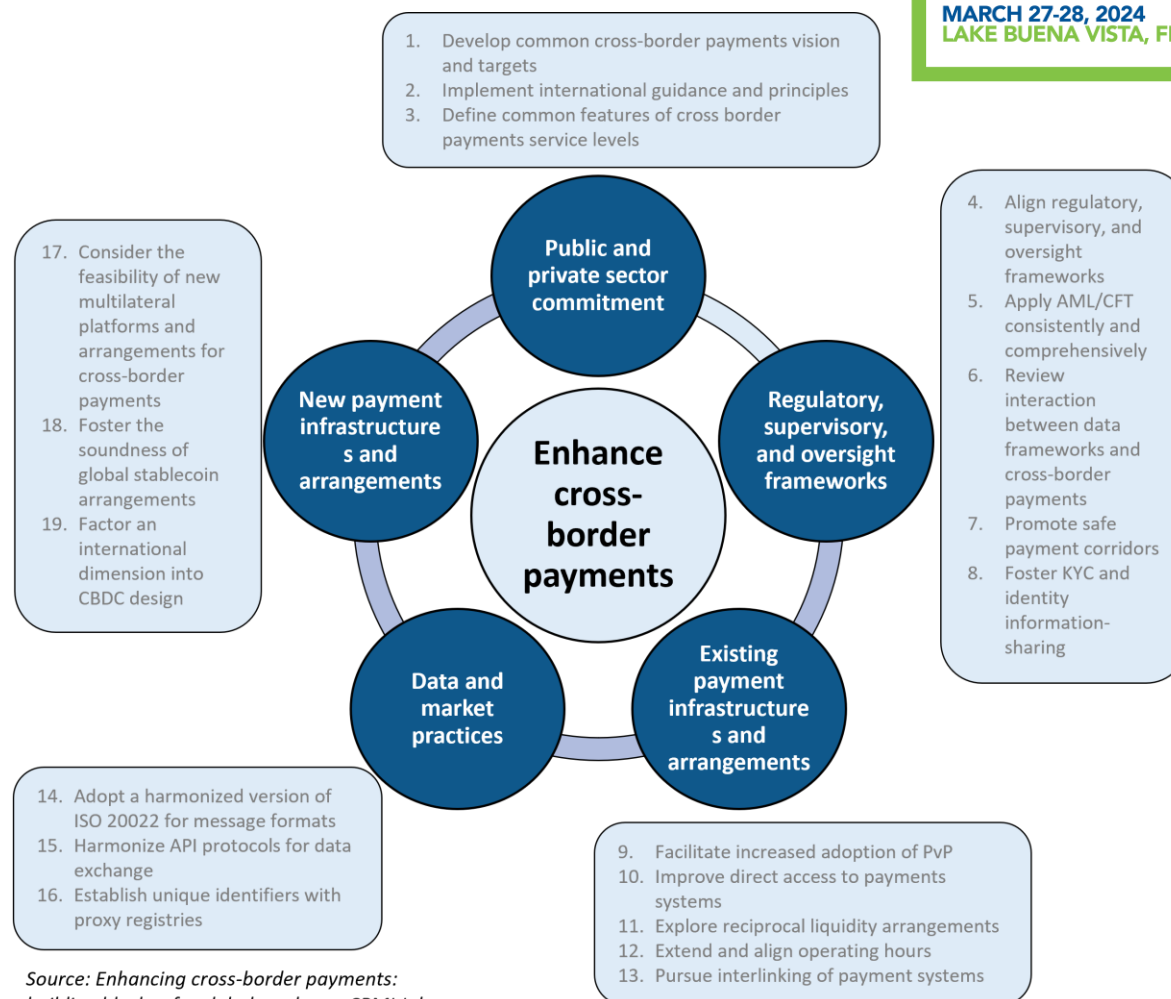 MARCH 27-28, 2024
LAKE BUENA VISTA,
1. Develop common cross-border payments vision
and targets
2. Implement international guidance and principles
3. Define common features of cross border
payments service levels
Public and
private sector
commitment
4. Align regulatory,
supervisory, and
oversight
frameworks
5. Apply AML/CFT
consistently and
comprehensively
6. Review
interaction
between data
frameworks and
cross-border
payments
7. Promote safe
payment corridors
8. Foster KYC and
identity
information-
sharing
17. Consider the
feasibility of new
multilateral
platforms and
arrangements for
cross-border
payments
18. Foster the
soundness of
global stablecoin
arrangements
19. Factor an
international
dimension into
CBDC design
New payment
infrastructure
s and
arrangements
Regulatory,
supervisory,
and oversight
frameworks
Enhance
cross-
border
payments
Data and
market
practices
Existing
payment
infrastructure
s and
arrangements
14. Adopt a harmonized version of
ISO 20022 for message formats
15. Harmonize API protocols for data
exchange
16. Establish unique identifiers with
proxy registries
9. Facilitate increased adoption of PvP
10. Improve direct access to payments
systems
11. Explore reciprocal liquidity arrangements
12. Extend and align operating hours
13. Pursue interlinking of payment systems
Source: Enhancing cross-border payments: